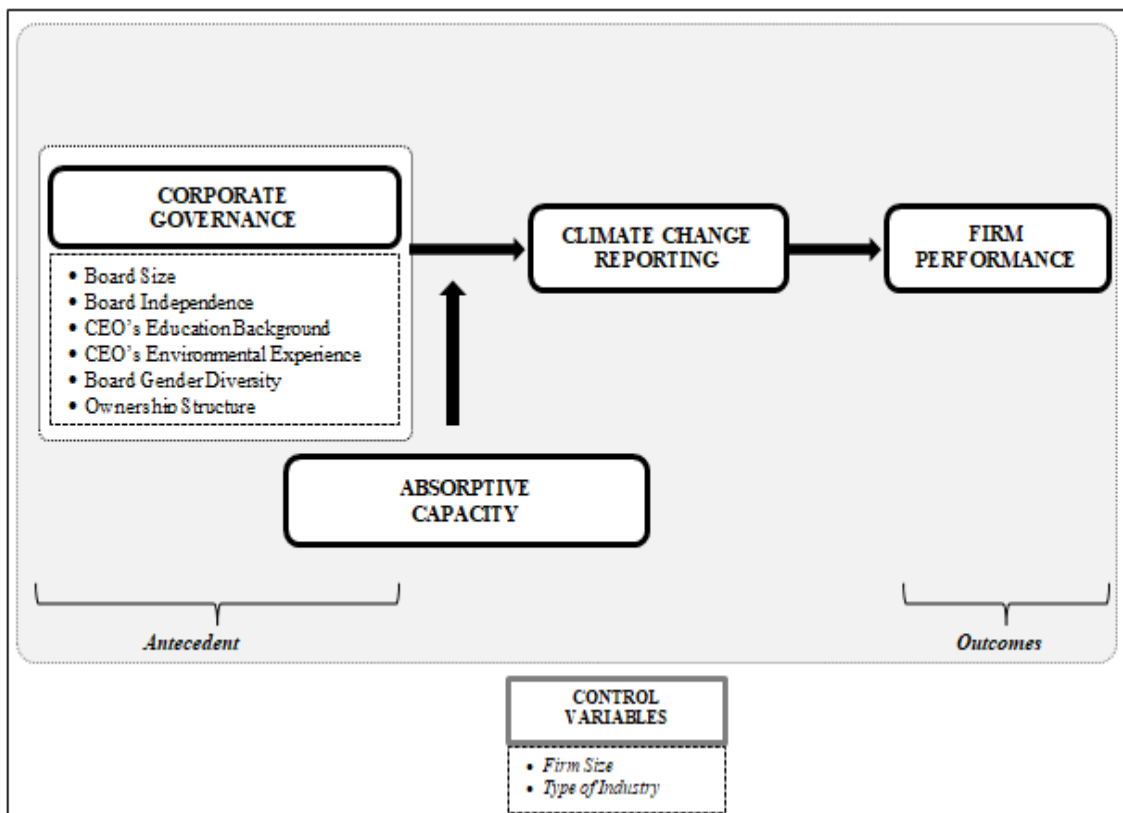 CORPORATE
GOVERNANCE
• Board Size
• Board Independence
• CEO's Education Background
• CEO's Environmental Experience
• Board Gender Diversity
• Ownership Structure
CLIMATE CHANGE
REPORTING
FIRM
PERFORMANCE
ABSORPTIVE
CAPACITY
Antecedent
Outcomes
CONTROL
VARIABLES
• Firm Size
• Type of Industry